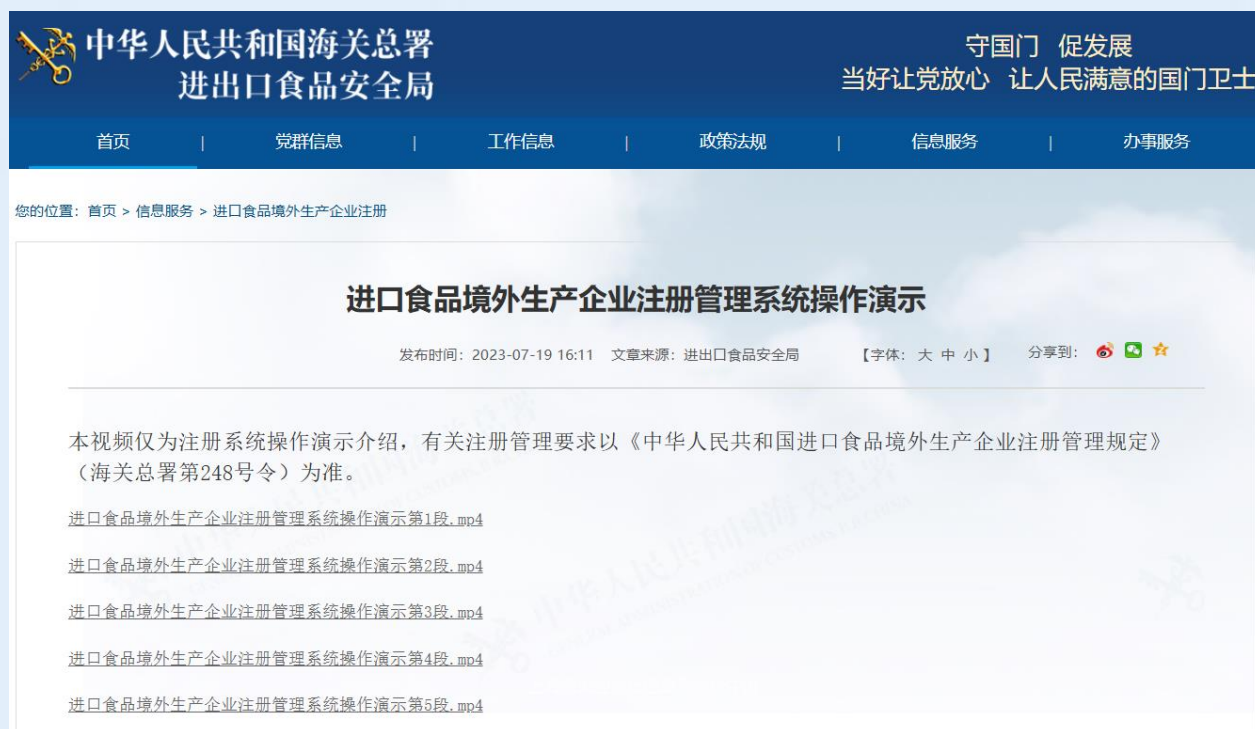 中华人民共和国海关总署
进出口食品安全局
守国门 促发展
当好让党放心 让人民满意的国门卫士
首页 | 党群信息 | 工作信息 | 政策法规 | 信息服务 | 办事服务
您的位置：首页 > 信息服务 > 进口食品境外生产企业注册
进口食品境外生产企业注册管理系统操作演示
发布时间：2023-07-19 16:11 文章来源：进出口食品安全局 【字体：大 中 小】 分享到：
本视频仅为注册系统操作演示介绍，有关注册管理要求以《中华人民共和国进口食品境外生产企业注册管理规定》
（海关总署第248号令）为准。
进口食品境外生产企业注册管理系统操作演示第1段.mp4
进口食品境外生产企业注册管理系统操作演示第2段.mp4
进口食品境外生产企业注册管理系统操作演示第3段.mp4
进口食品境外生产企业注册管理系统操作演示第4段.mp4
进口食品境外生产企业注册管理系统操作演示第5段.mp4